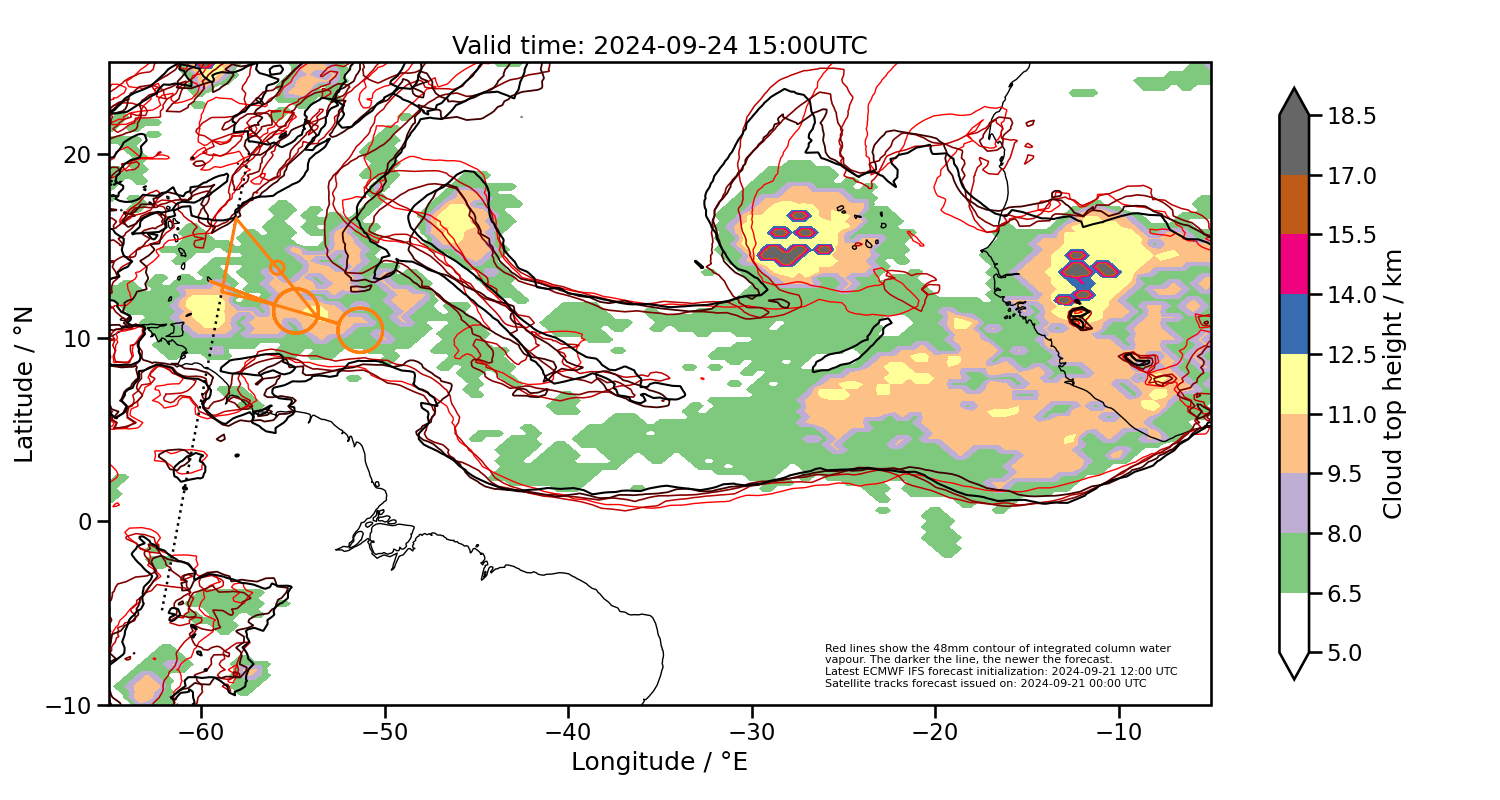 Valid time: 2024-09-24 15:00UTC
20
10
0
−10
−60
−50
−40
−30
−20
−10
Longitude / °E
Latitude / °N
Red lines show the 48mm contour of integrated column water
vapour. The darker the line, the newer the forecast.
Latest ECMWF IFS forecast initialization: 2024-09-21 12:00 UTC
Satellite tracks forecast issued on: 2024-09-21 00:00 UTC
18.5
17.0
15.5
14.0
12.5
11.0
9.5
8.0
6.5
5.0
Cloud top height / km